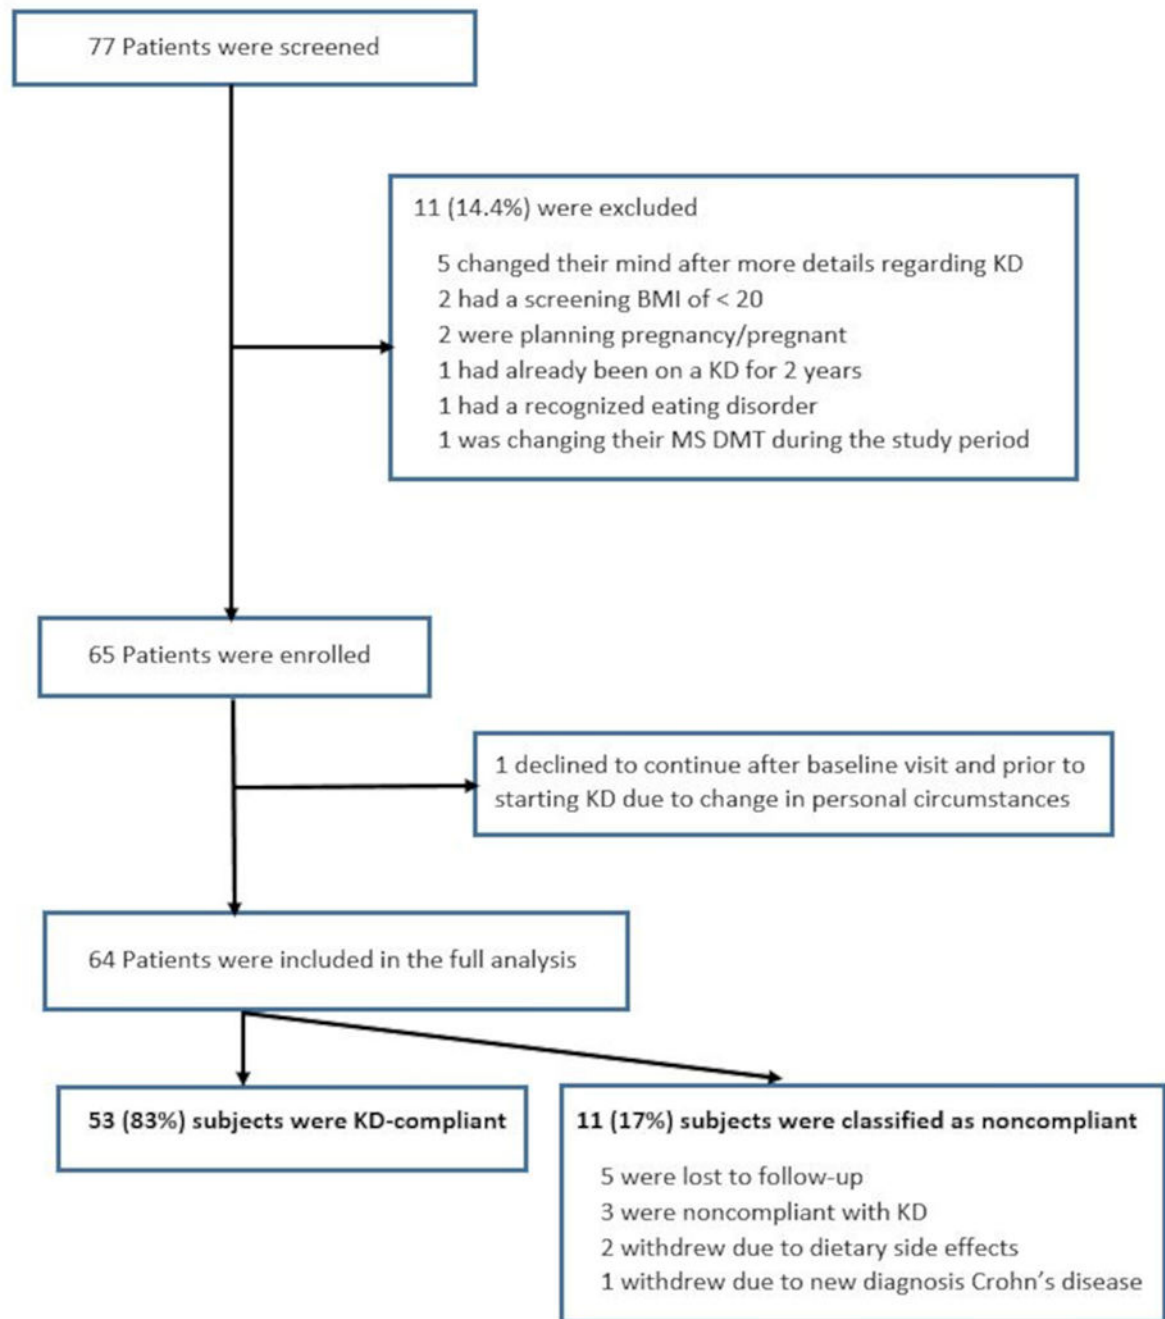 77 Patients were screened
11 (14.4%) were excluded
5 changed their mind after more details regarding KD
2 had a screening BMI of < 20
2 were planning pregnancy/pregnant
1 had already been on a KD for 2 years
1 had a recognized eating disorder
1 was changing their MS DMT during the study period
65 Patients were enrolled
1 declined to continue after baseline visit and prior to
starting KD due to change in personal circumstances
64 Patients were included in the full analysis
53 (83%) subjects were KD-compliant
11 (17%) subjects were classified as noncompliant
5 were lost to follow-up
3 were noncompliant with KD
2 withdrew due to dietary side effects
1 withdrew due to new diagnosis Crohn’s disease